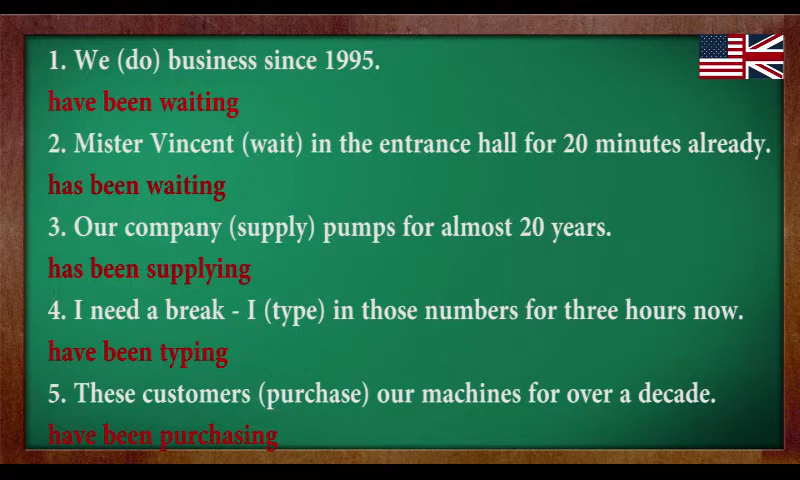 1. We (do) business since 1995.
have been waiting
2. Mister Vincent (wait) in the entrance hall for 20 minutes already.
has been waiting
3. Our company (supply) pumps for almost 20 years.
has been supplying
4. I need a break - I (type) in those numbers for three hours now.
have been typing
5. These customers (purchase) our machines for over a decade.
have been purchasing